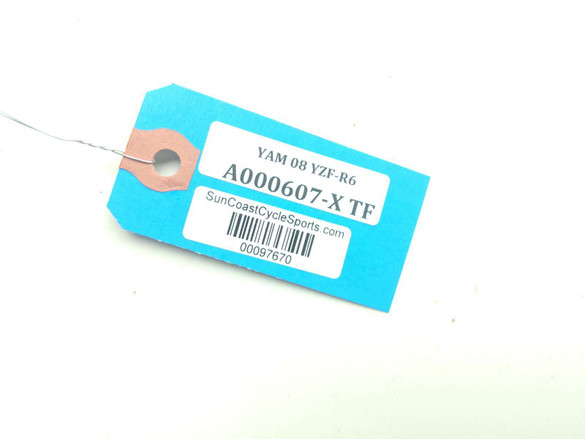 YAM 08 YZF-R6
A000607-X TF
SunCoastCycleSports.com
00097670